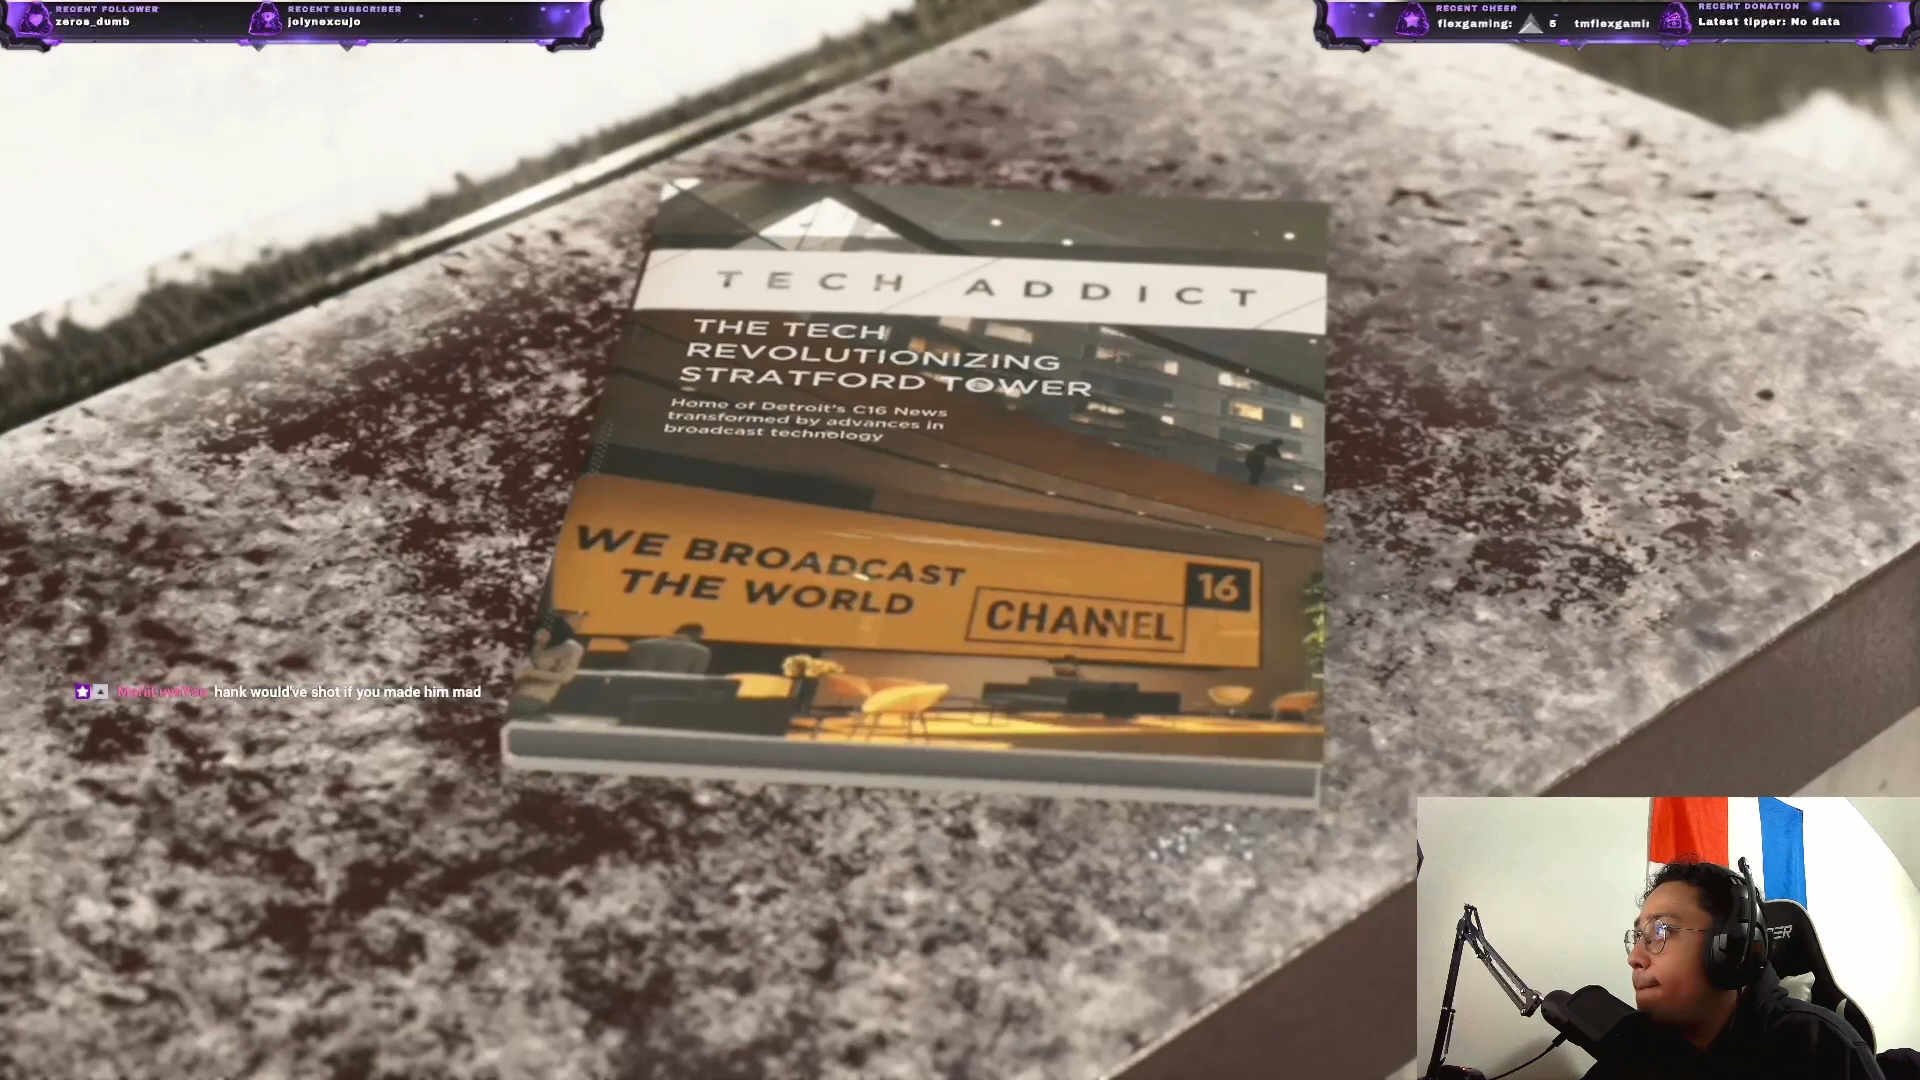 RECENT FOLLOWER
zeros_dumb
RECENT SUBSCRIBER
jolynexcujo
RECENT CHEER
flexgaming: 5 tmflexgami
RECENT DONATION
Latest tipper: No data
TECH ADDICT
THE TECH
REVOLUTIONIZING
STRATFORD TOWER
Home of Detroit's C16 News
transformed by advances in
broadcast technology
WE BROADCAST
THE WORLD
CHANNEL
16
MeriiLuvsYou hank would've shot if you made him mad